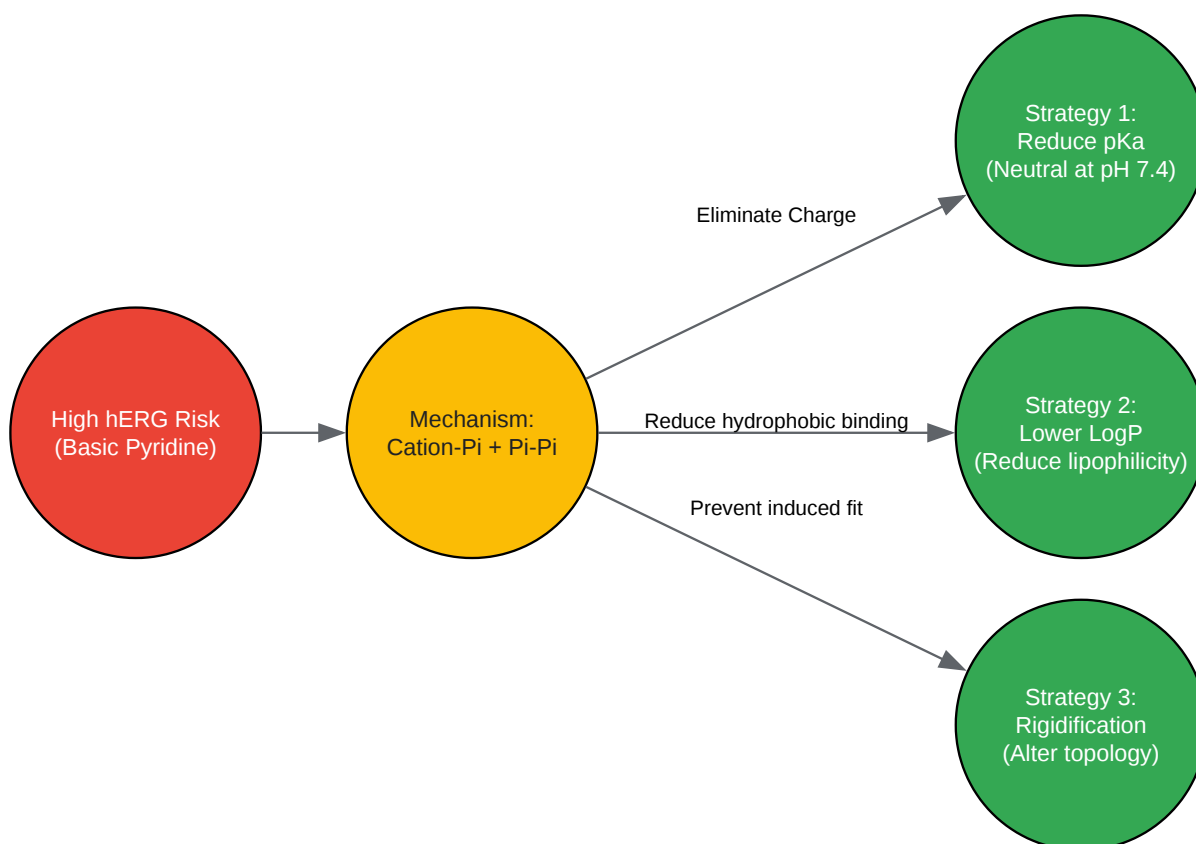 High hERG Risk
(Basic Pyridine)
Mechanism:
Cation-Pi + Pi-Pi
Eliminate Charge
Reduce hydrophobic binding
Prevent induced fit
Strategy 1:
Reduce pKa
(Neutral at pH 7.4)
Strategy 2:
Lower LogP
(Reduce lipophilicity)
Strategy 3:
Rigidification
(Alter topology)